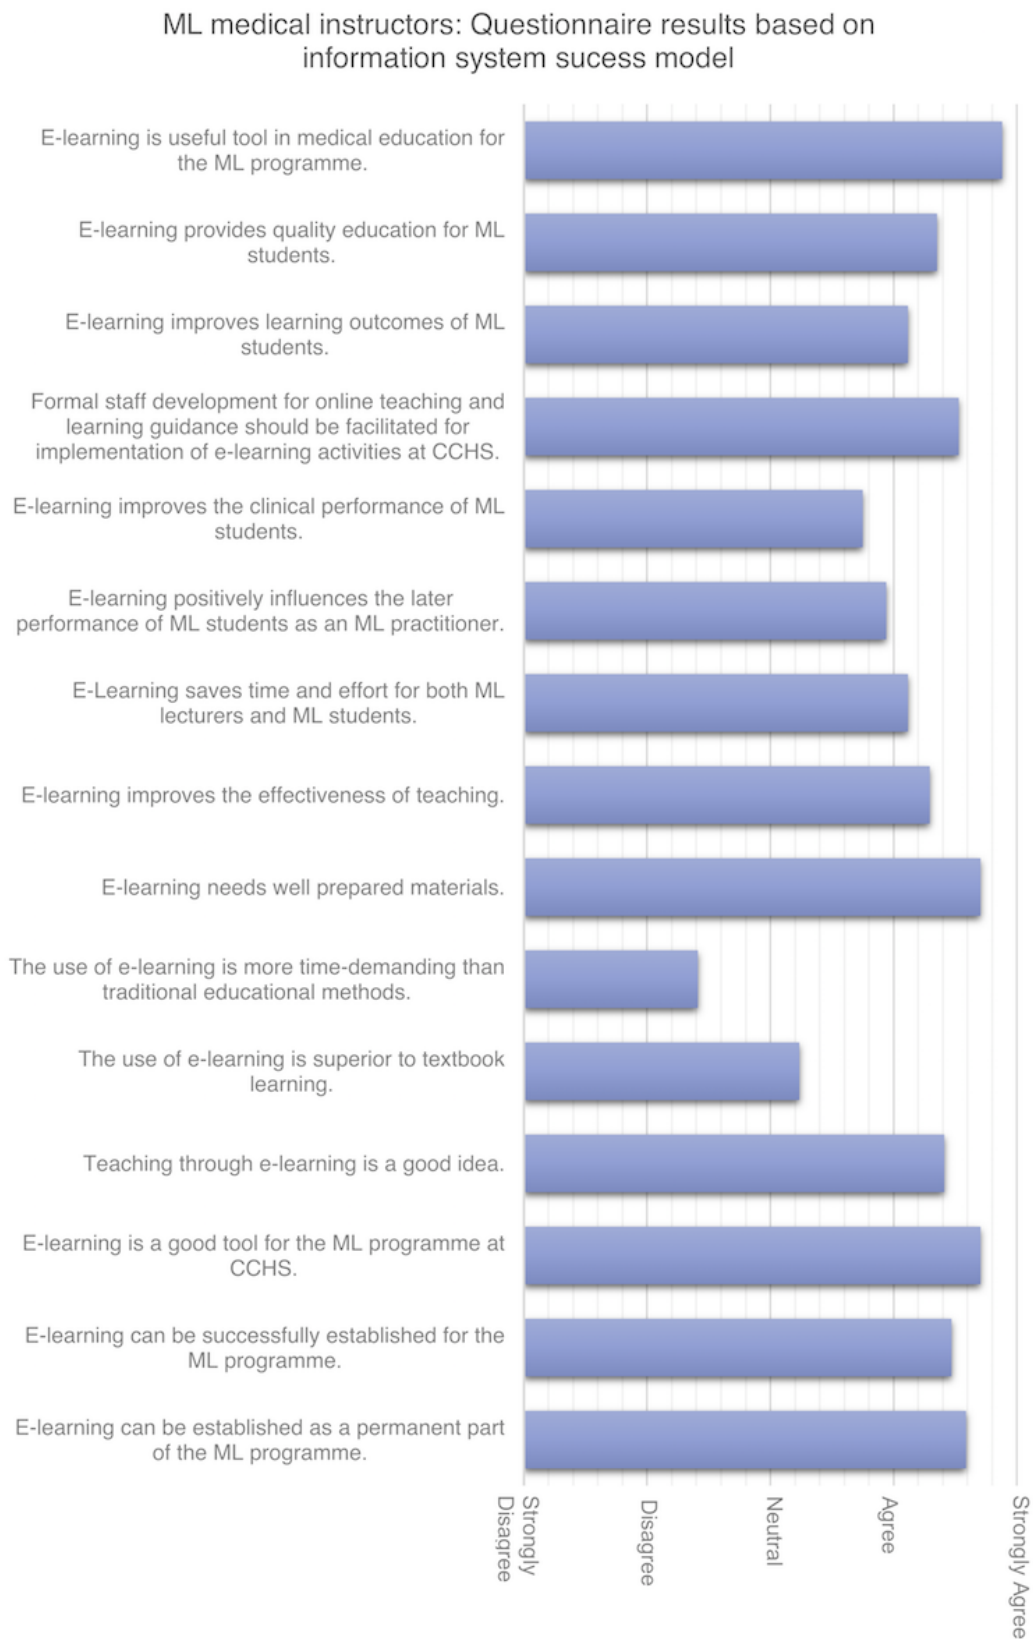 ML medical instructors: Questionnaire results based on
information system sucess model
E-learning is useful tool in medical education for
the ML programme.
E-learning provides quality education for ML
students.
E-learning improves learning outcomes of ML
students.
Formal staff development for online teaching and
learning guidance should be facilitated for
implementation of e-learning activities at CCHS.
E-learning improves the clinical performance of ML
students.
E-learning positively influences the later
performance of ML students as an ML practitioner.
E-Learning saves time and effort for both ML
lecturers and ML students.
E-learning improves the effectiveness of teaching.
E-learning needs well prepared materials.
The use of e-learning is more time-demanding than
traditional educational methods.
The use of e-learning is superior to textbook
learning.
Teaching through e-learning is a good idea.
E-learning is a good tool for the ML programme at
CCHS.
E-learning can be successfully established for the
ML programme.
E-learning can be established as a permanent part
of the ML programme.
Strongly
Disagree
Disagree
Neutral
Agree
Strongly Agree